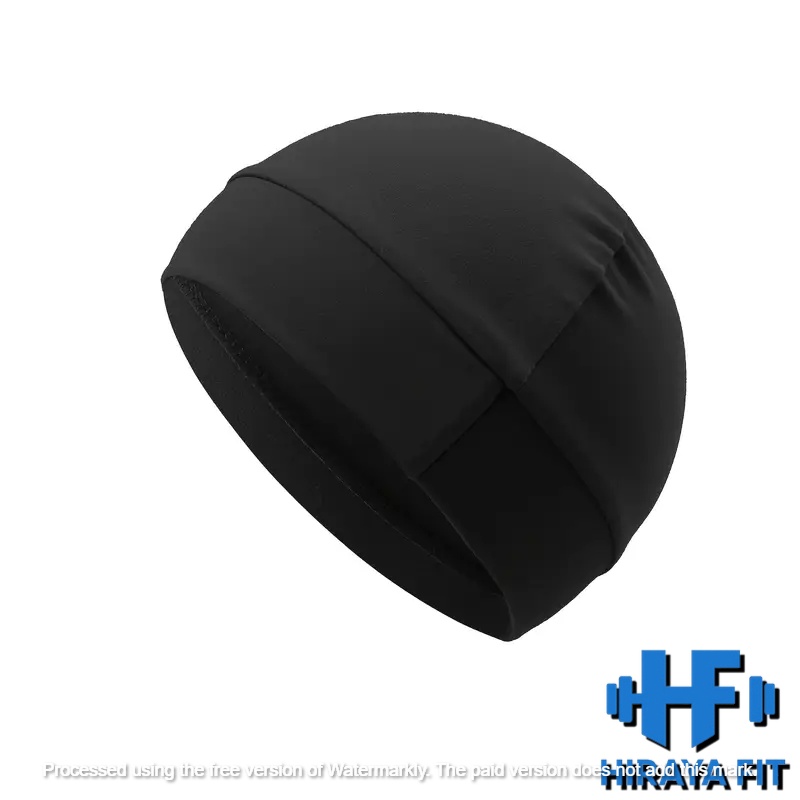 HF
HIRAYA FIT
Processed using the free version of Watermarkly. The paid version does not add this mark.